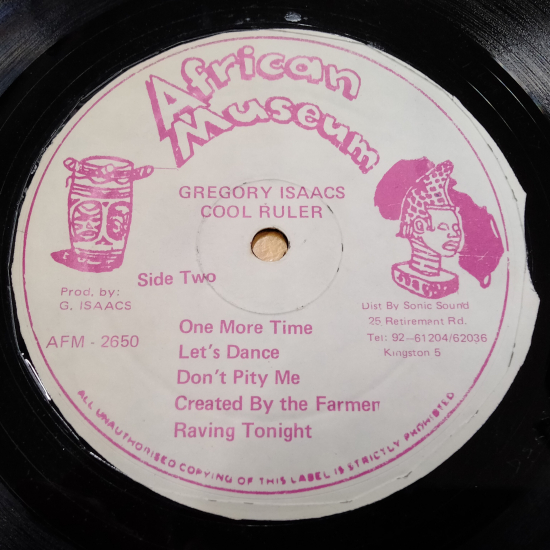 African
Museum
GREGORY ISAACS
COOL RULER
Side Two
Prod. by:
G. ISAACS
AFM - 2650
Dist By Sonic Sound
25 Retirement Rd.
Tel: 92-61204/62036
Kingston 5
One More Time
Let's Dance
Don't Pity Me
Created By the Farmer
Raving Tonight
ALL UNAUTHORISED COPYING OF THIS LABEL IS STRICTLY PROHIBITED